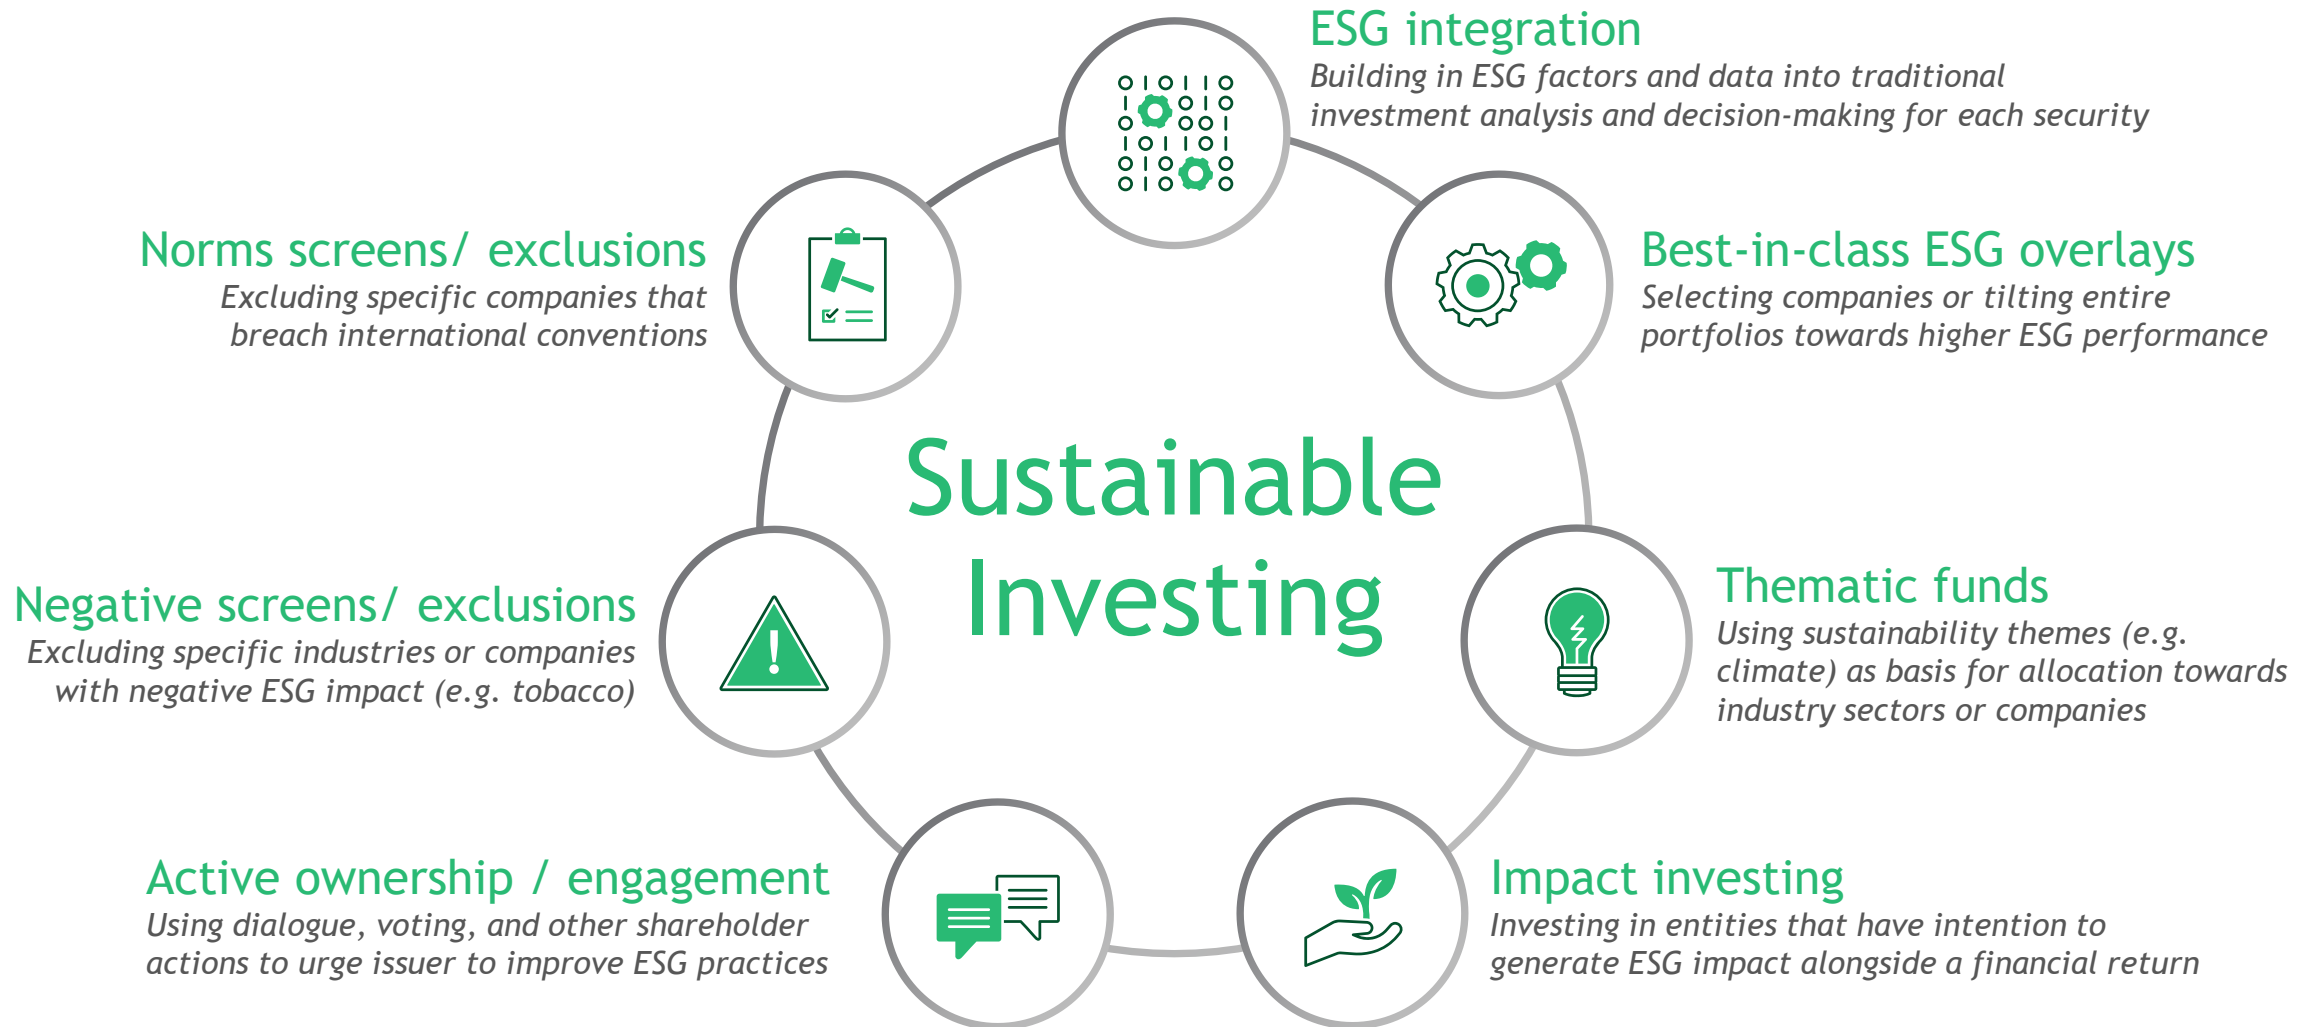 ESG integration
Building in ESG factors and data into traditional
investment analysis and decision-making for each security
Norms screens/ exclusions
Excluding specific companies that
breach international conventions
Best-in-class ESG overlays
Selecting companies or tilting entire
portfolios towards higher ESG performance
Sustainable
Investing
Negative screens/ exclusions
Excluding specific industries or companies
with negative ESG impact (e.g. tobacco)
Thematic funds
Using sustainability themes (e.g.
climate) as basis for allocation towards
industry sectors or companies
Active ownership / engagement
Using dialogue, voting, and other shareholder
actions to urge issuer to improve ESG practices
Impact investing
Investing in entities that have intention to
generate ESG impact alongside a financial return